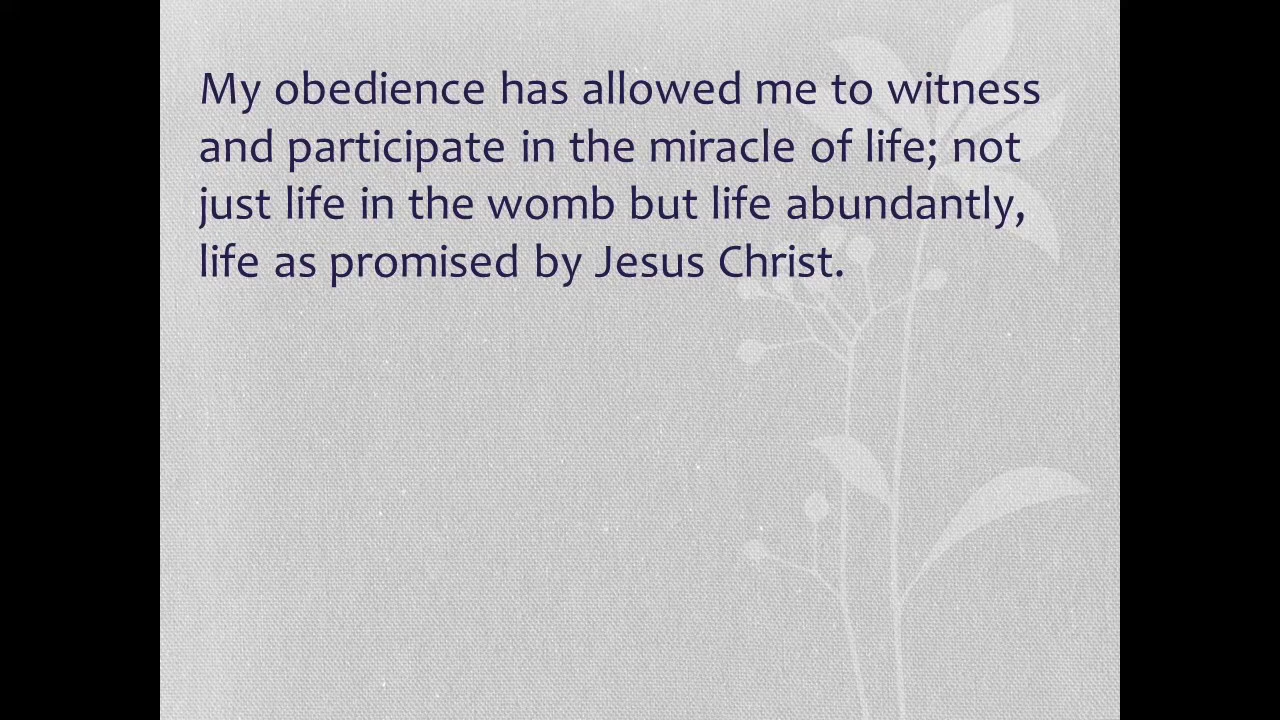 My obedience has allowed me to witness
and participate in the miracle of life; not
just life in the womb but life abundantly,
life as promised by Jesus Christ.